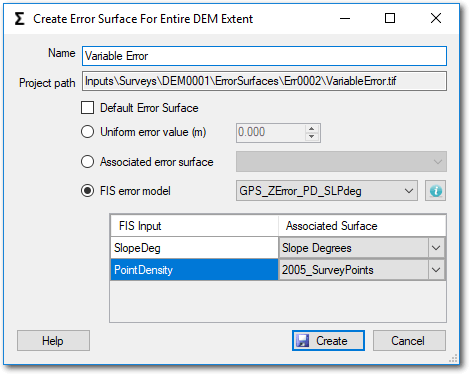 Σ Create Error Surface For Entire DEM Extent
Name Variable Error
Project path Inputs\Surveys\DEM0001\ErrorSurfaces\Err0002\VariableError.tif
Default Error Surface
Uniform error value (m) 0.000
Associated error surface
FIS error model GPS_ZError_PD_SLPdeg i
FIS Input Associated Surface
SlopeDeg Slope Degrees
PointDensity 2005_SurveyPoints
Help Create Cancel